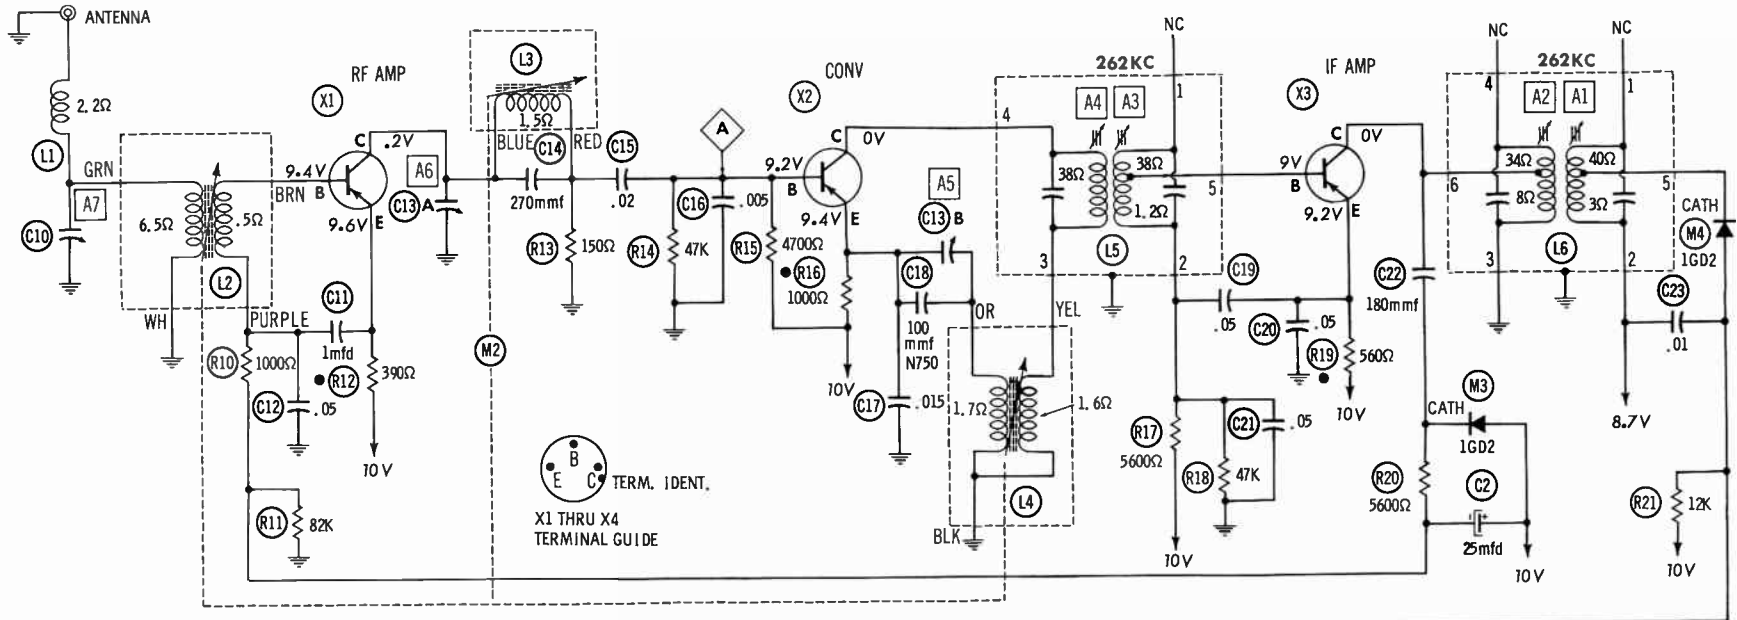 ANTENNA
2.2Ω
L1
GRN
A7
C10
6.5Ω
.5Ω
L2
WH
BRN
RF AMP
X1
C
.2V
9.4V
B
9.6V
E
PURPLE
C11
1mfd
R10
1000Ω
R12
390Ω
C12
.05
10V
R11
82K
A6
C13 A
L3
1.5Ω
BLUE
RED
C14
270mmf
C15
.02
R13
150Ω
M2
A
R14
47K
C16
.005
CONV
X2
C
0V
9.2V
B
9.4V
E
R15
4700Ω
R16
1000Ω
10V
A5
C13 B
C18
100
mmf
N750
C17
.015
OR
YEL
1.7Ω
1.6Ω
L4
BLK
B
E
C
TERM. IDENT.
X1 THRU X4
TERMINAL GUIDE
262KC
NC
4
A4
A3
1
38Ω
38Ω
1.2Ω
5
L5
3
2
C19
.05
C20
.05
R17
5600Ω
10V
R18
47K
C21
.05
IF AMP
X3
C
0V
9V
B
9.2V
E
R19
560Ω
10V
C22
180mmf
CATH
M3
1GD2
R20
5600Ω
C2
25mfd
10V
NC
NC
262KC
4
A2
A1
1
34Ω
40Ω
8Ω
3Ω
6
5
L6
3
2
CATH
M4
1GD2
C23
.01
8.7V
R21
12K
10V